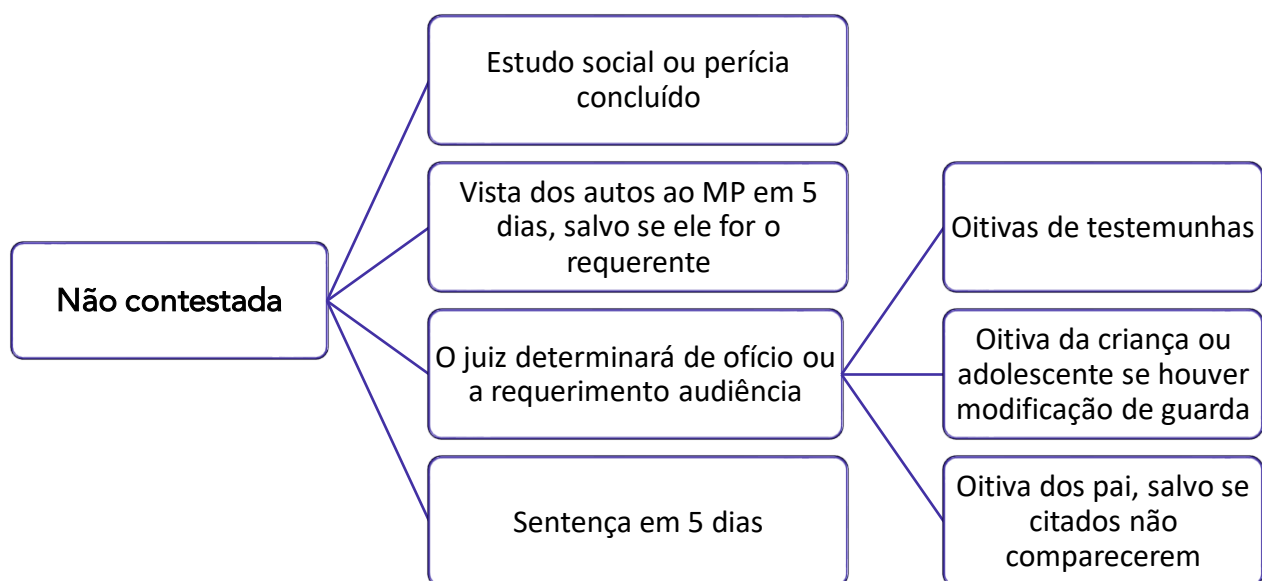 Não contestada
Estudo social ou perícia
concluído
Vista dos autos ao MP em 5
dias, salvo se ele for o
requerente
O juiz determinará de ofício ou
a requerimento audiência
Oitivas de testemunhas
Oitiva da criança ou
adolescente se houver
modificação de guarda
Oitiva dos pai, salvo se
citados não
comparecerem
Sentença em 5 dias